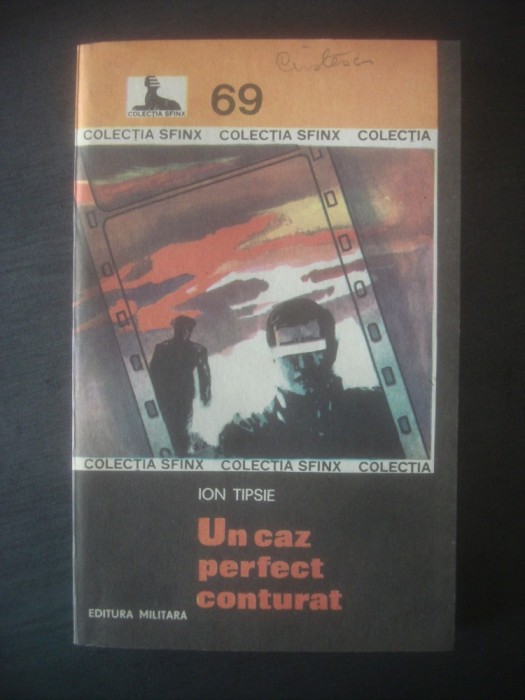 COLECȚIA SFINX
69
COLECȚIA SFINX COLECȚIA SFINX COLECȚIA
COLECȚIA SFINX COLECȚIA SFINX COLECȚIA
ION TIPSIE
Un caz
perfect
conturat
EDITURA MILITARA